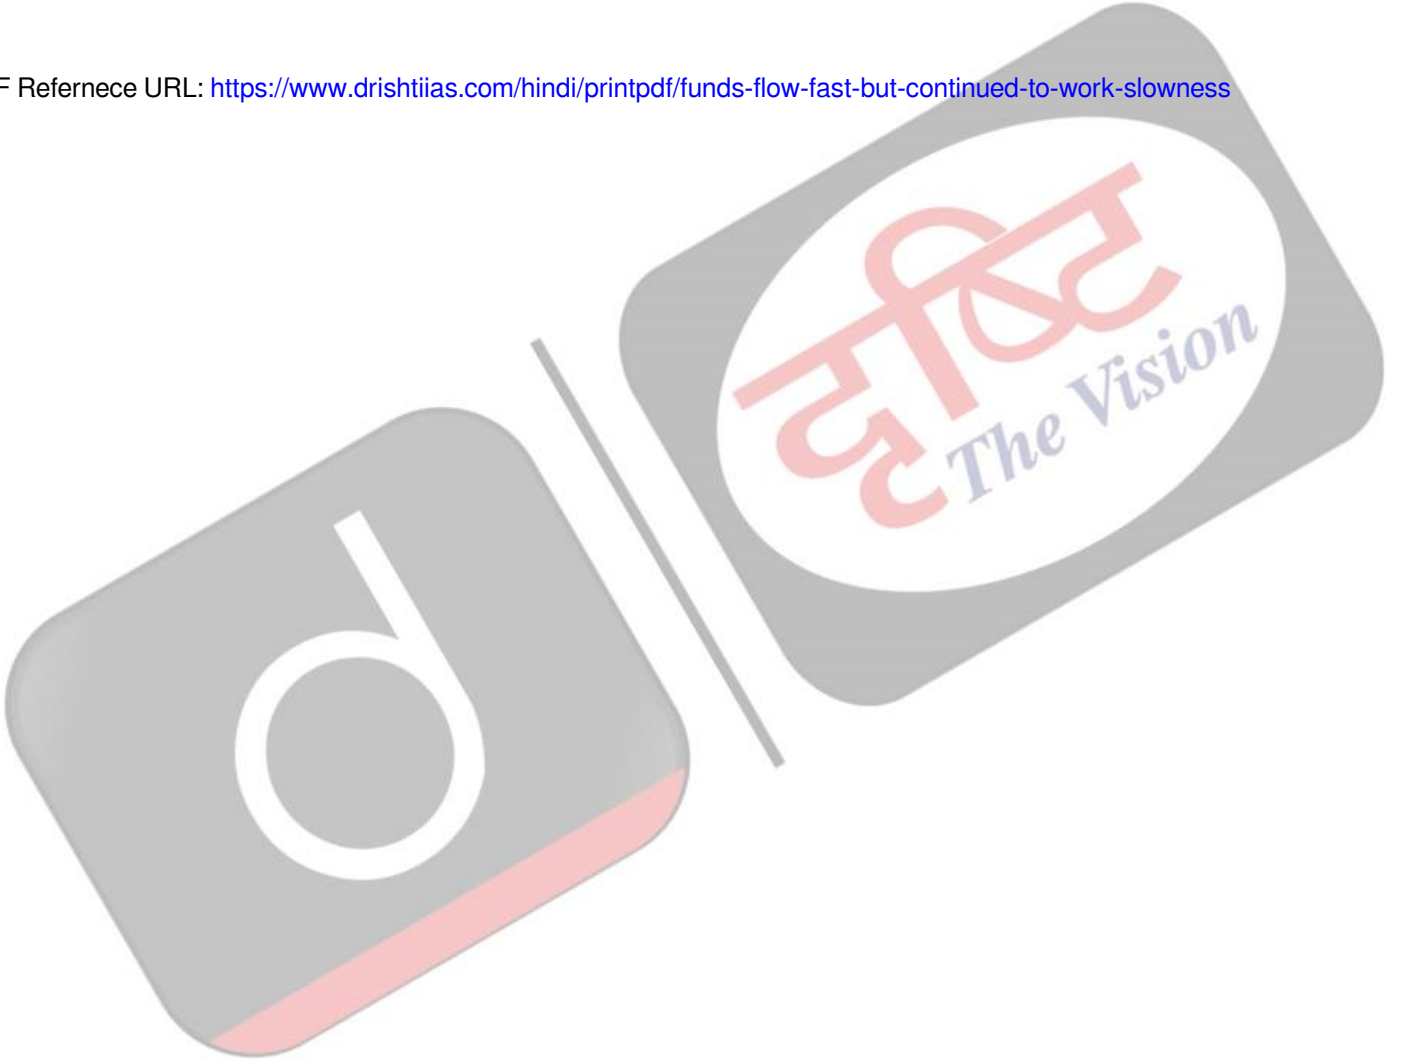 F Refernece URL: https://www.drishtiias.com/hindi/printpdf/funds-flow-fast-but-continued-to-work-slowness
दृष्टि
The Vision
d